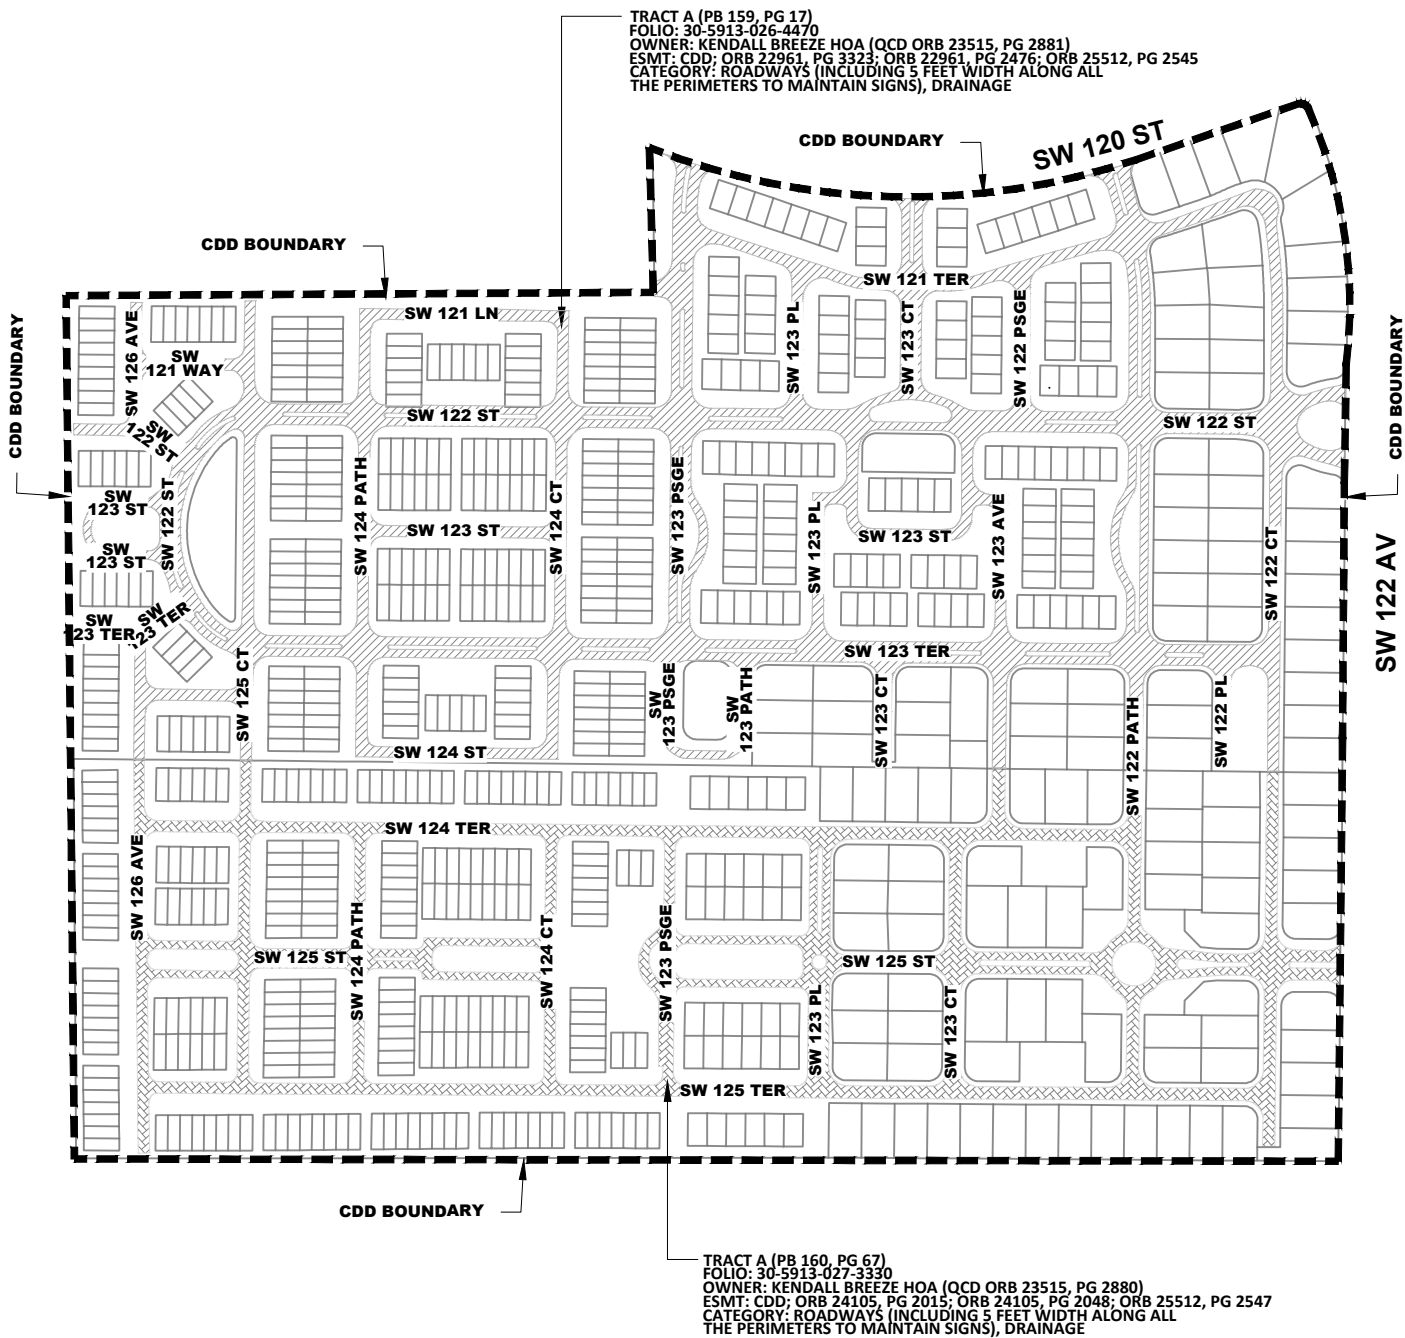 TRACT A (PB 159, PG 17)
FOLIO: 30-5913-026-4470
OWNER: KENDALL BREEZE HOA (QCD ORB 23515, PG 2881)
ESMT: CDD; ORB 22961, PG 3323; ORB 22961, PG 2476; ORB 25512, PG 2545
CATEGORY: ROADWAYS (INCLUDING 5 FEET WIDTH ALONG ALL
THE PERIMETERS TO MAINTAIN SIGNS), DRAINAGE
CDD BOUNDARY
SW 120 ST
CDD BOUNDARY
SW 121 TER
SW 121 LN
SW 126 AVE
SW
121 WAY
SW 123 PL
SW 123 CT
SW 122 PSGE
CDD BOUNDARY
CDD BOUNDARY
SW 122 ST
SW 122 ST
SW
122 ST
SW
123 ST
SW 122 ST
SW 124 PATH
SW 123 ST
SW 124 CT
SW 123 PSGE
SW 123 PL
SW 123 ST
SW 123 AVE
SW 122 CT
SW 122 AV
SW
123 ST
SW
123 TER
SW
123 TER
SW 123 TER
SW 125 CT
SW
123 PSGE
SW
123 PATH
SW 123 CT
SW 122 PATH
SW 122 PL
SW 124 ST
SW 124 TER
SW 126 AVE
SW 125 ST
SW 124 PATH
SW 124 CT
SW 123 PSGE
SW 125 ST
SW 123 PL
SW 123 CT
SW 125 TER
CDD BOUNDARY
TRACT A (PB 160, PG 67)
FOLIO: 30-5913-027-3330
OWNER: KENDALL BREEZE HOA (QCD ORB 23515, PG 2880)
ESMT: CDD; ORB 24105, PG 2015; ORB 24105, PG 2048; ORB 25512, PG 2547
CATEGORY: ROADWAYS (INCLUDING 5 FEET WIDTH ALONG ALL
THE PERIMETERS TO MAINTAIN SIGNS), DRAINAGE